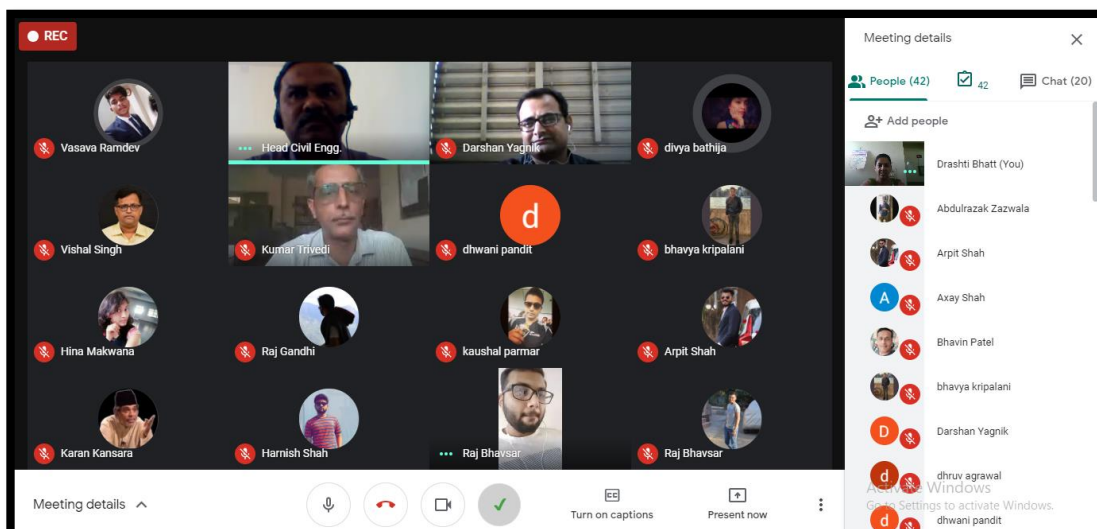 REC
Vasava Ramdev
Head Civil Engg.
Darshan Yagnik
divya bathija
Vishal Singh
Kumar Trivedi
d
dhwani pandit
bhavya kripalani
Hina Makwana
Raj Gandhi
kaushal parmar
Arpit Shah
Karan Kansara
Harnish Shah
Raj Bhavsar
Raj Bhavsar
Meeting details
CC
Turn on captions
Present now
Meeting details
People (42)
42
Chat (20)
Add people
Drashti Bhatt (You)
Abdulrazak Zazwala
Arpit Shah
A
Axay Shah
Bhavin Patel
bhavya kripalani
D
Darshan Yagnik
d
dhruv agrawal
Activate Windows
Go to Settings to activate Windows.
d
dhwani pandit